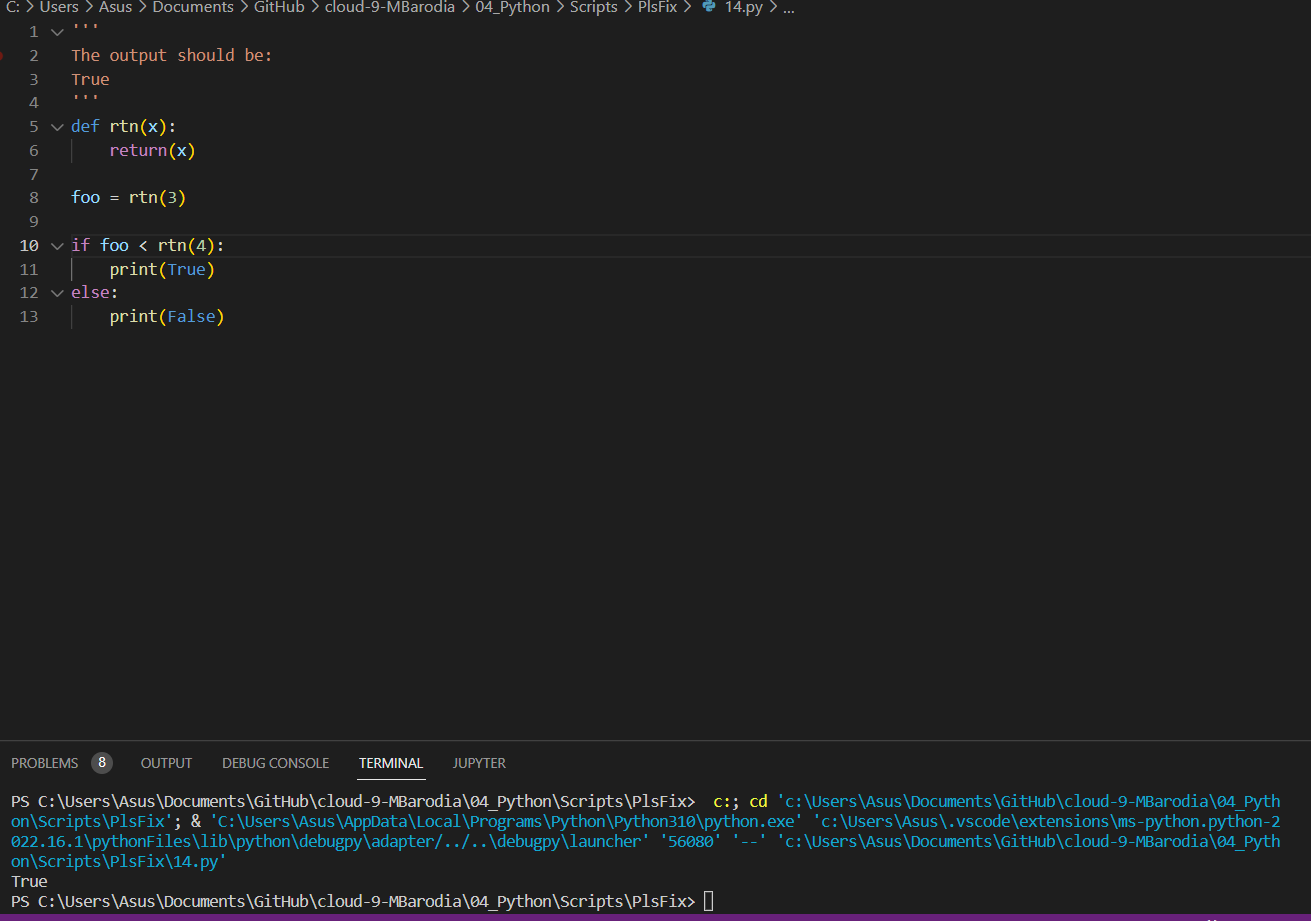 C: > Users > Asus > Documents > GitHub > cloud-9-MBarodia > 04_Python > Scripts > PlsFix > 14.py > ...
1 '''
2 The output should be:
3 True
4 '''
5 def rtn(x):
6     return(x)
7
8 foo = rtn(3)
9
10 if foo < rtn(4):
11     print(True)
12 else:
13     print(False)
PROBLEMS 8 OUTPUT DEBUG CONSOLE TERMINAL JUPYTER
PS C:\Users\Asus\Documents\GitHub\cloud-9-MBarodia\04_Python\Scripts\PlsFix>  c:; cd 'c:\Users\Asus\Documents\GitHub\cloud-9-MBarodia\04_Pyth
on\Scripts\PlsFix'; & 'C:\Users\Asus\AppData\Local\Programs\Python\Python310\python.exe' 'c:\Users\Asus\.vscode\extensions\ms-python.python-2
022.16.1\pythonFiles\lib\python\debugpy\adapter/../..\debugpy\launcher' '56080' '--' 'c:\Users\Asus\Documents\GitHub\cloud-9-MBarodia\04_Pyth
on\Scripts\PlsFix\14.py'
True
PS C:\Users\Asus\Documents\GitHub\cloud-9-MBarodia\04_Python\Scripts\PlsFix>